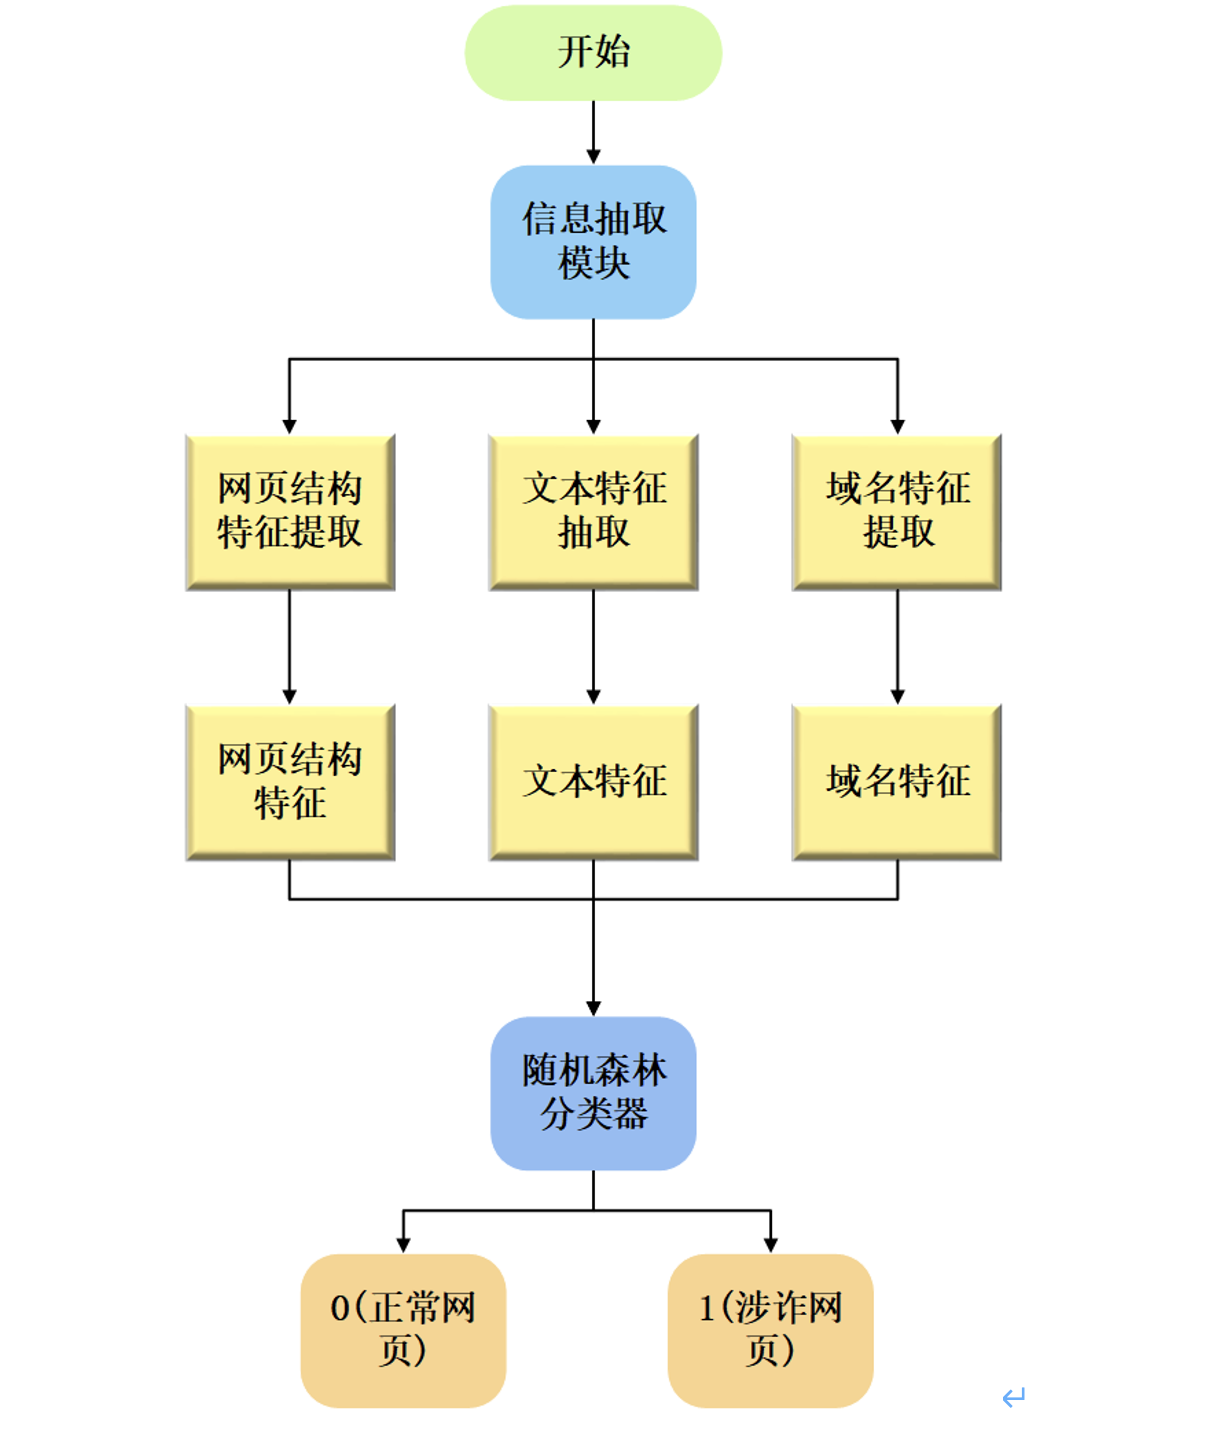 开始
信息抽取
模块
网页结构
特征提取
文本特征
抽取
域名特征
提取
网页结构
特征
文本特征
域名特征
随机森林
分类器
0(正常网
页)
1(涉诈网
页)